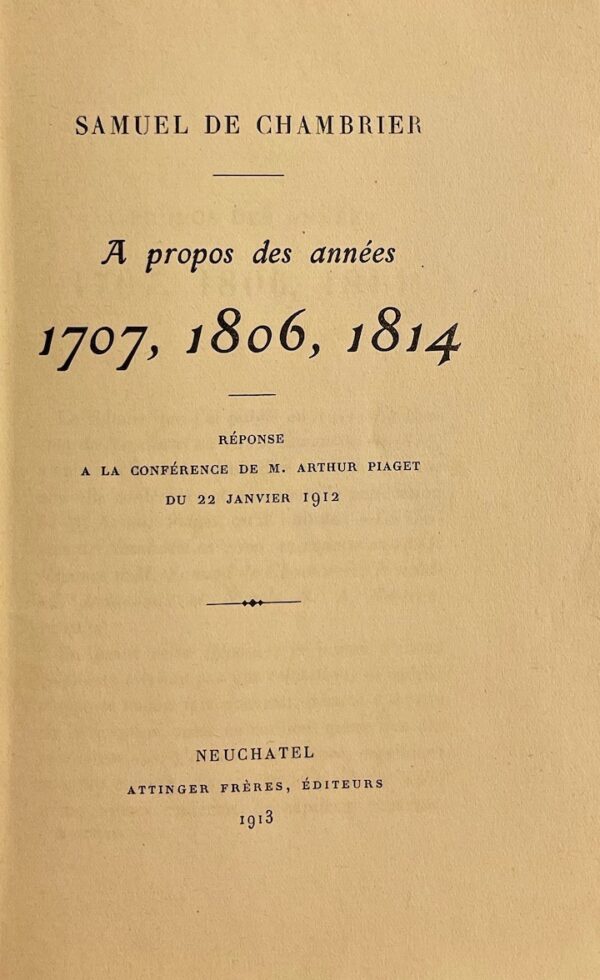 SAMUEL DE CHAMBRIER
A propos des années
1707, 1806, 1814
RÉPONSE
A LA CONFÉRENCE DE M. ARTHUR PIAGET
DU 22 JANVIER 1912
NEUCHATEL
ATTINGER FRÈRES, ÉDITEURS
1913